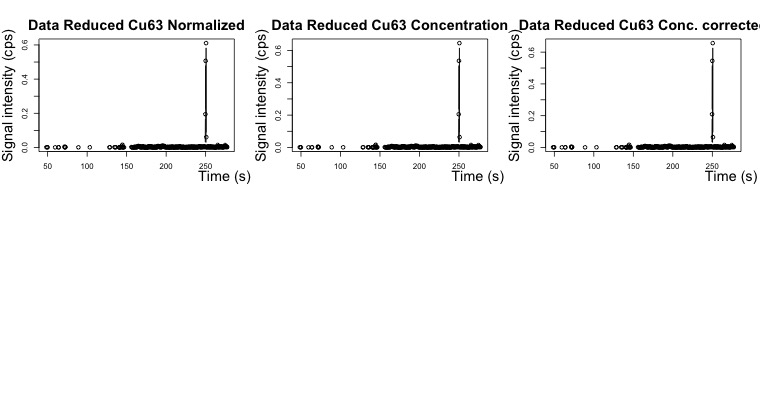 Data Reduced Cu63 Normalized
Signal intensity (cps)
0.0 0.2 0.4 0.6
50 100 150 200 250
Time (s)
Data Reduced Cu63 Concentration
Signal intensity (cps)
0.0 0.2 0.4 0.6
50 100 150 200 250
Time (s)
Data Reduced Cu63 Conc. corrected
Signal intensity (cps)
0.0 0.2 0.4 0.6
50 100 150 200 250
Time (s)